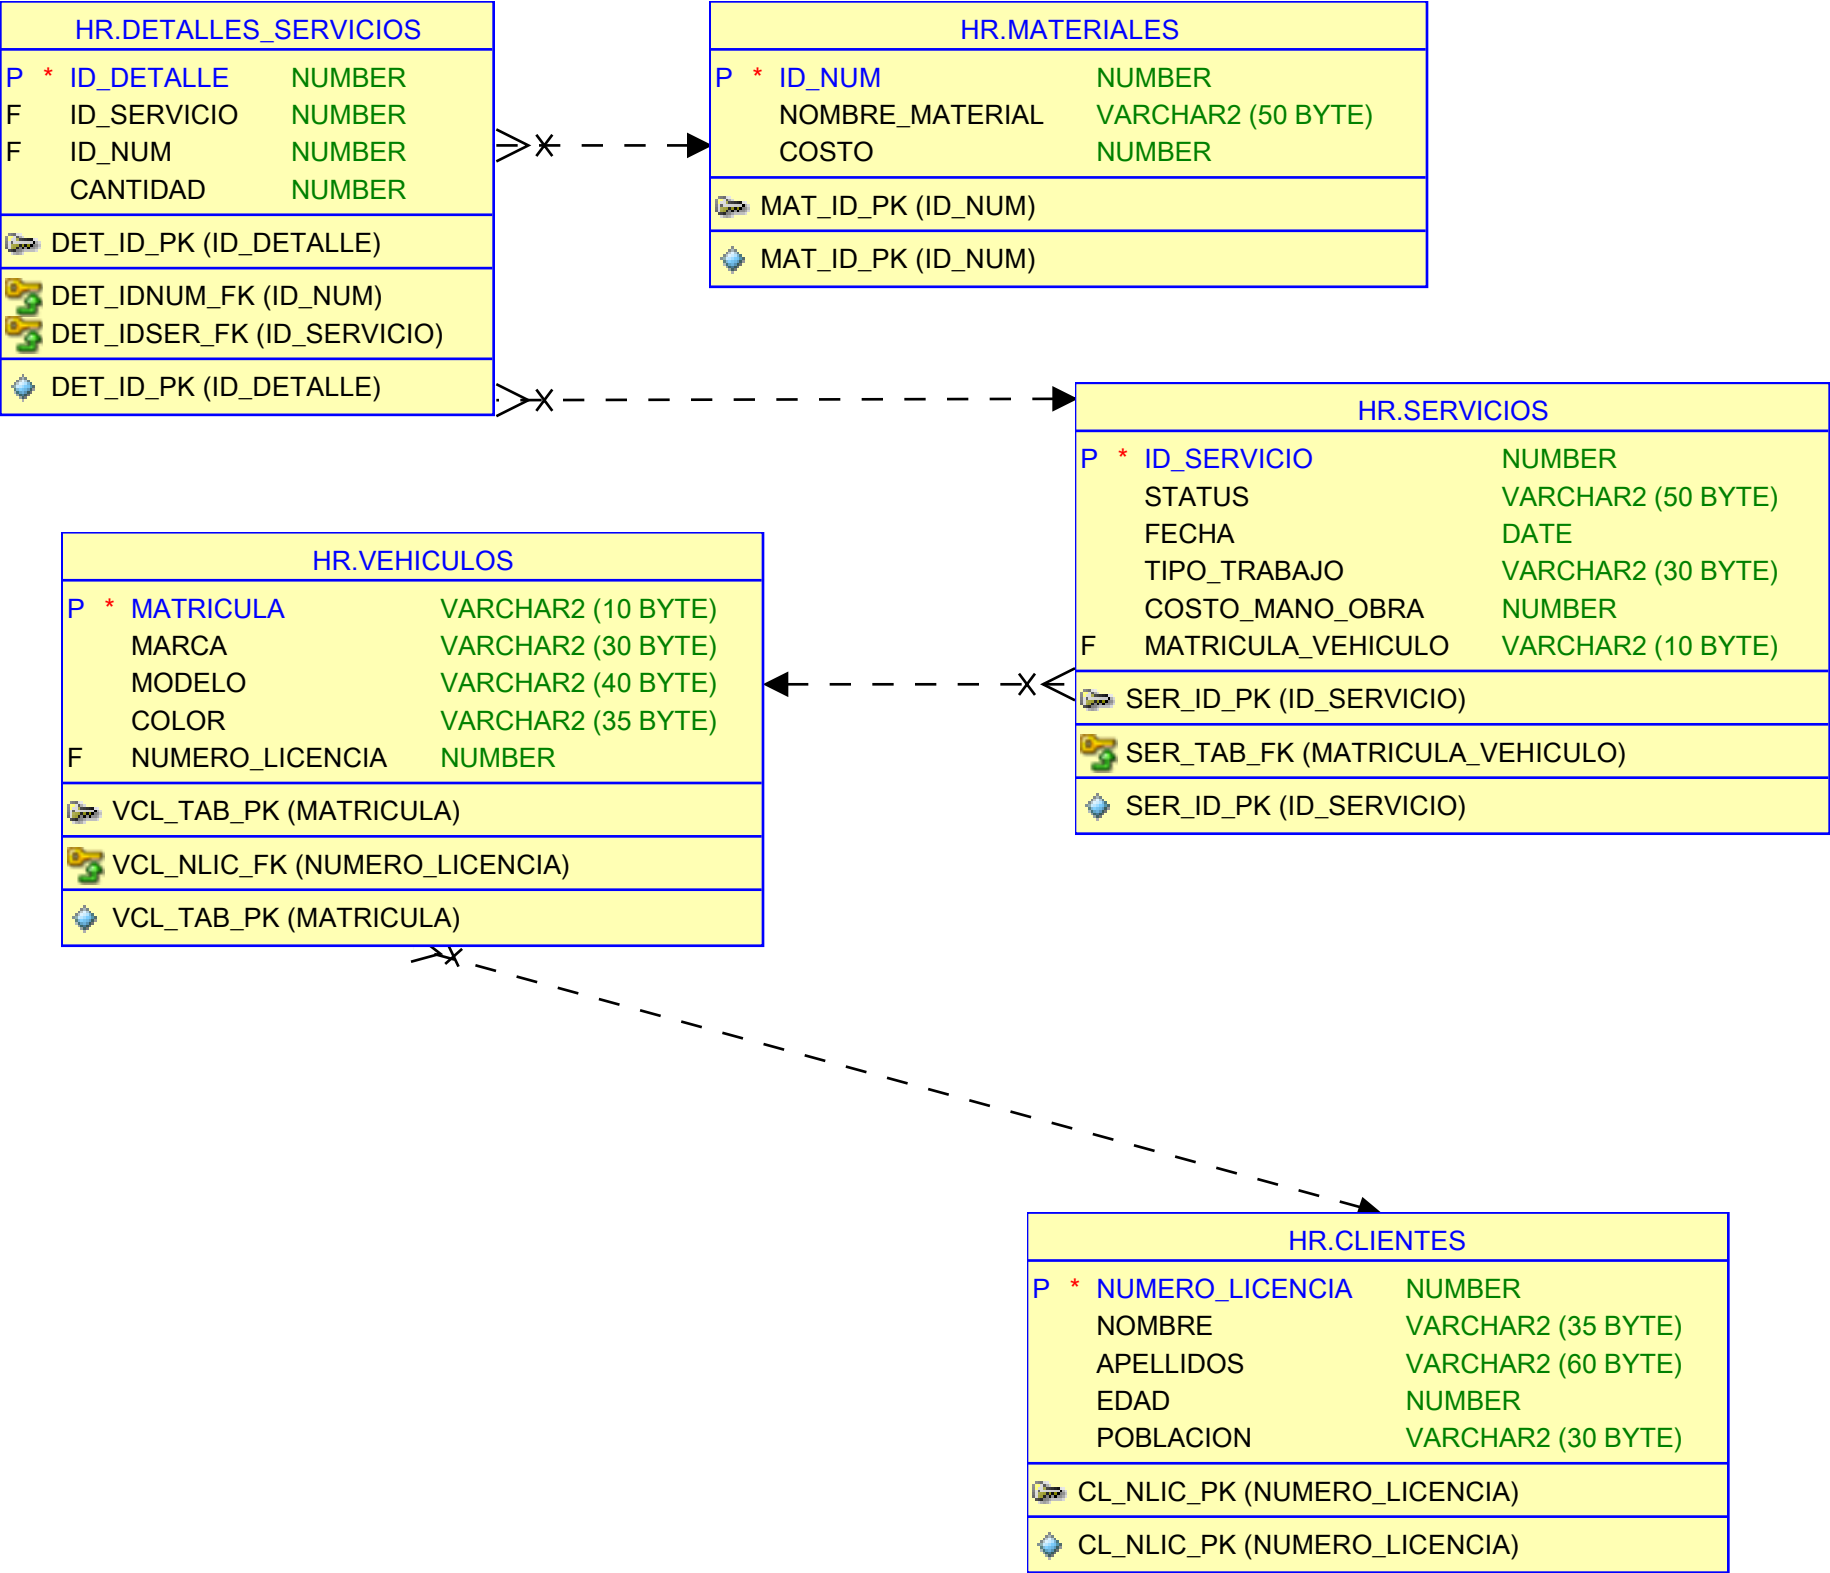 HR.DETALLES_SERVICIOS
P * ID_DETALLE NUMBER
F ID_SERVICIO NUMBER
F ID_NUM NUMBER
CANTIDAD NUMBER
DET_ID_PK (ID_DETALLE)
DET_IDNUM_FK (ID_NUM)
DET_IDSER_FK (ID_SERVICIO)
DET_ID_PK (ID_DETALLE)
HR.MATERIALES
P * ID_NUM NUMBER
NOMBRE_MATERIAL VARCHAR2 (50 BYTE)
COSTO NUMBER
MAT_ID_PK (ID_NUM)
MAT_ID_PK (ID_NUM)
HR.SERVICIOS
P * ID_SERVICIO NUMBER
STATUS VARCHAR2 (50 BYTE)
FECHA DATE
TIPO_TRABAJO VARCHAR2 (30 BYTE)
COSTO_MANO_OBRA NUMBER
F MATRICULA_VEHICULO VARCHAR2 (10 BYTE)
SER_ID_PK (ID_SERVICIO)
SER_TAB_FK (MATRICULA_VEHICULO)
SER_ID_PK (ID_SERVICIO)
HR.VEHICULOS
P * MATRICULA VARCHAR2 (10 BYTE)
MARCA VARCHAR2 (30 BYTE)
MODELO VARCHAR2 (40 BYTE)
COLOR VARCHAR2 (35 BYTE)
F NUMERO_LICENCIA NUMBER
VCL_TAB_PK (MATRICULA)
VCL_NLIC_FK (NUMERO_LICENCIA)
VCL_TAB_PK (MATRICULA)
HR.CLIENTES
P * NUMERO_LICENCIA NUMBER
NOMBRE VARCHAR2 (35 BYTE)
APELLIDOS VARCHAR2 (60 BYTE)
EDAD NUMBER
POBLACION VARCHAR2 (30 BYTE)
CL_NLIC_PK (NUMERO_LICENCIA)
CL_NLIC_PK (NUMERO_LICENCIA)